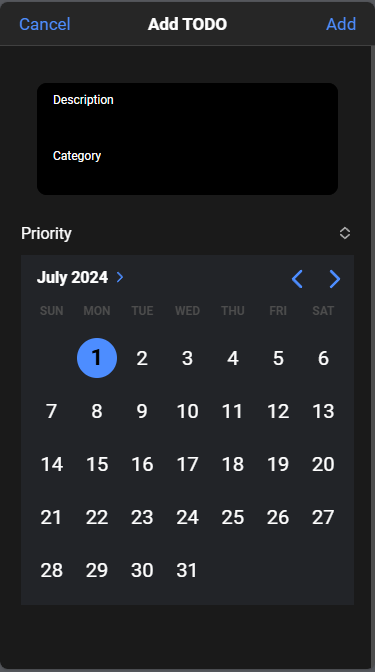 Cancel Add TODO Add
Description
Category
Priority
July 2024
SUN MON TUE WED THU FRI SAT
1 2 3 4 5 6
7 8 9 10 11 12 13
14 15 16 17 18 19 20
21 22 23 24 25 26 27
28 29 30 31